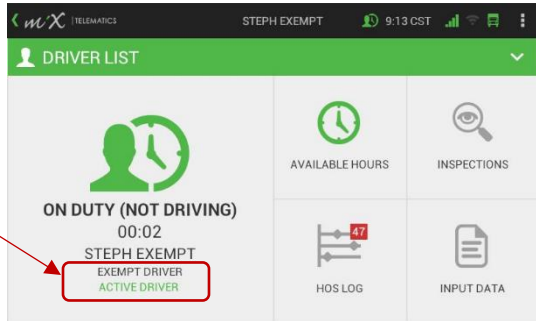 mX TELEMATICS STEPH EXEMPT 9:13 CST
DRIVER LIST
ON DUTY (NOT DRIVING)
00:02
STEPH EXEMPT
EXEMPT DRIVER
ACTIVE DRIVER
AVAILABLE HOURS
INSPECTIONS
47
HOS LOG
INPUT DATA